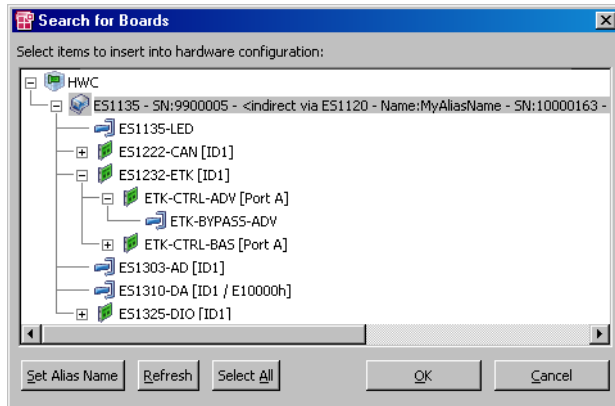 Search for Boards
Select items to insert into hardware configuration:
HWC
ES1135 - SN:9900005 - <indirect via ES1120 - Name:MyAliasName - SN:10000163 -
ES1135-LED
ES1222-CAN [ID1]
ES1232-ETK [ID1]
ETK-CTRL-ADV [Port A]
ETK-BYPASS-ADV
ETK-CTRL-BAS [Port A]
ES1303-AD [ID1]
ES1310-DA [ID1 / E10000h]
ES1325-DIO [ID1]
Set Alias Name Refresh Select All OK Cancel